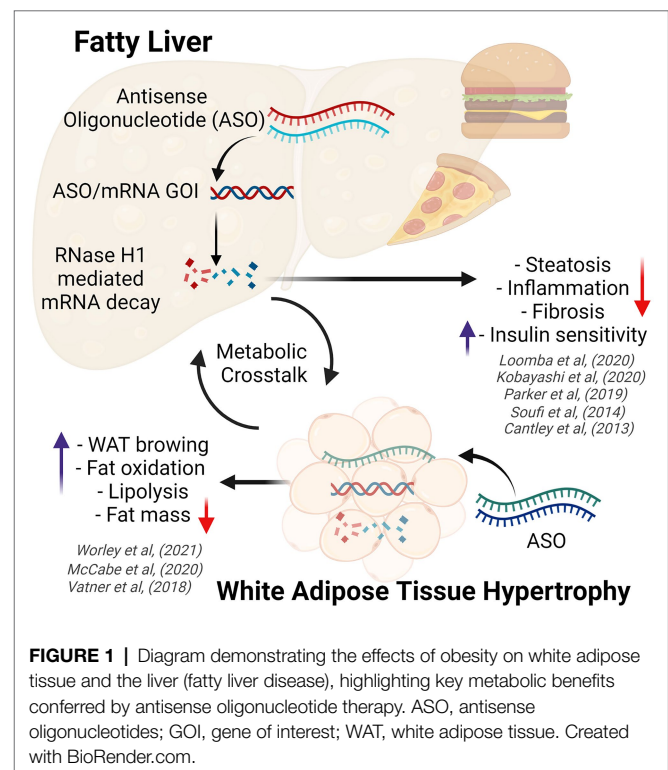 Fatty Liver
Antisense
Oligonucleotide (ASO)
ASO/mRNA GOI
RNase H1
mediated
mRNA decay
- Steatosis
- Inflammation
- Fibrosis
- Insulin sensitivity
Loomba et al, (2020)
Kobayashi et al, (2020)
Parker et al, (2019)
Soufi et al, (2014)
Cantley et al, (2013)
Metabolic
Crosstalk
- WAT browing
- Fat oxidation
- Lipolysis
- Fat mass
Worley et al, (2021)
McCabe et al, (2020)
Vatner et al, (2018)
ASO
White Adipose Tissue Hypertrophy
FIGURE 1 | Diagram demonstrating the effects of obesity on white adipose
tissue and the liver (fatty liver disease), highlighting key metabolic benefits
conferred by antisense oligonucleotide therapy. ASO, antisense
oligonucleotides; GOI, gene of interest; WAT, white adipose tissue. Created
with BioRender.com.